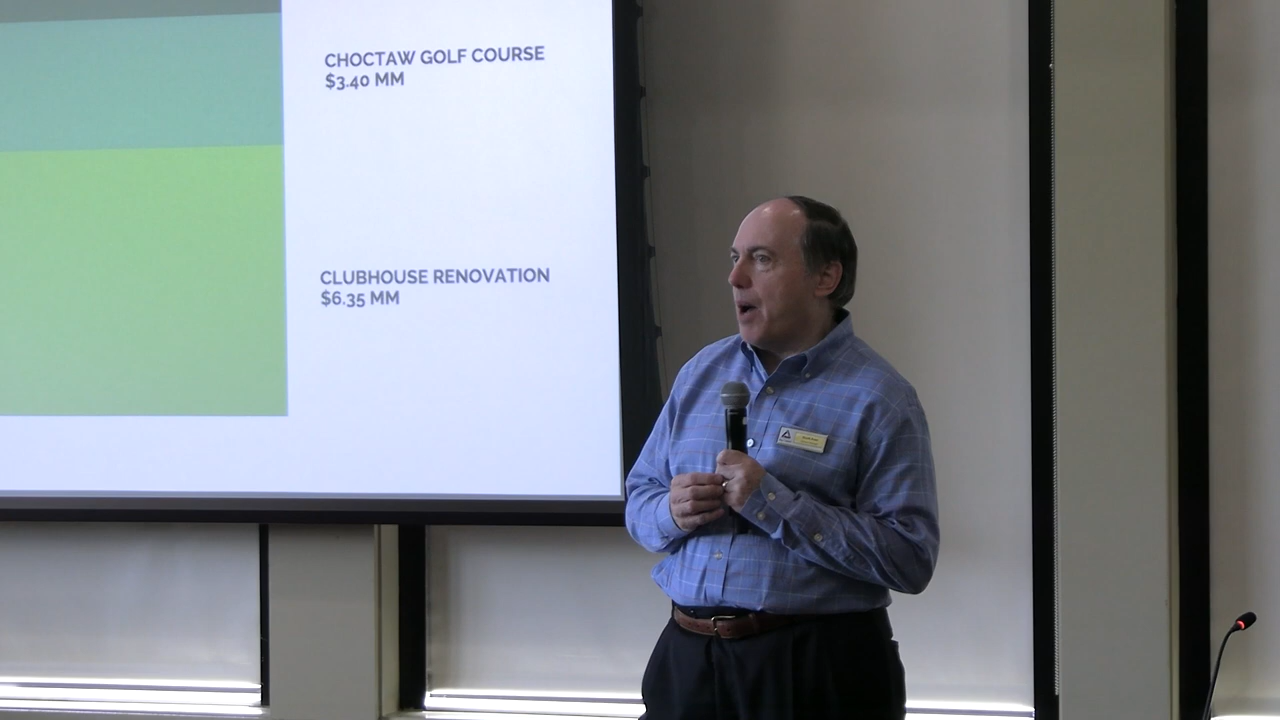 CHOCTAW GOLF COURSE
$3.40 MM
CLUBHOUSE RENOVATION
$6.35 MM